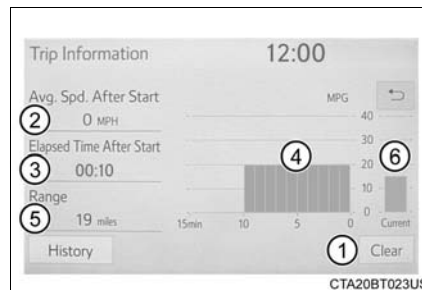 Trip Information 12:00
Avg. Spd. After Start MPG
2 0 MPH
40
Elapsed Time After Start 30
3 00:10 4 20 6
Range 10
5 19 miles 15min 10 5 0 0 Current
History 1 Clear
CTA20BT023US